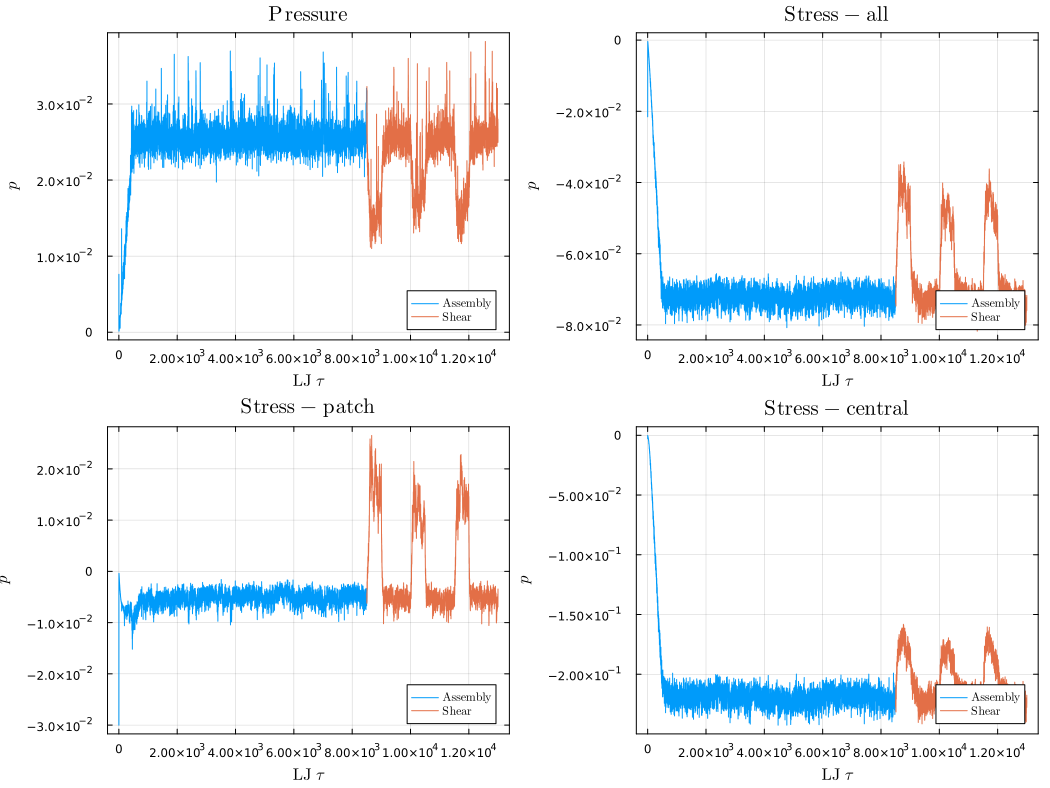 Pressure
3.0×10⁻²
2.0×10⁻²
1.0×10⁻²
0
p
0 2.00×10³ 4.00×10³ 6.00×10³ 8.00×10³ 1.00×10⁴ 1.20×10⁴
LJ τ
Assembly
Shear
Stress – all
0
−2.0×10⁻²
−4.0×10⁻²
−6.0×10⁻²
−8.0×10⁻²
p
0 2.00×10³ 4.00×10³ 6.00×10³ 8.00×10³ 1.00×10⁴ 1.20×10⁴
LJ τ
Assembly
Shear
Stress – patch
2.0×10⁻²
1.0×10⁻²
0
−1.0×10⁻²
−2.0×10⁻²
−3.0×10⁻²
p
0 2.00×10³ 4.00×10³ 6.00×10³ 8.00×10³ 1.00×10⁴ 1.20×10⁴
LJ τ
Assembly
Shear
Stress – central
0
−5.00×10⁻²
−1.00×10⁻¹
−1.50×10⁻¹
−2.00×10⁻¹
p
0 2.00×10³ 4.00×10³ 6.00×10³ 8.00×10³ 1.00×10⁴ 1.20×10⁴
LJ τ
Assembly
Shear